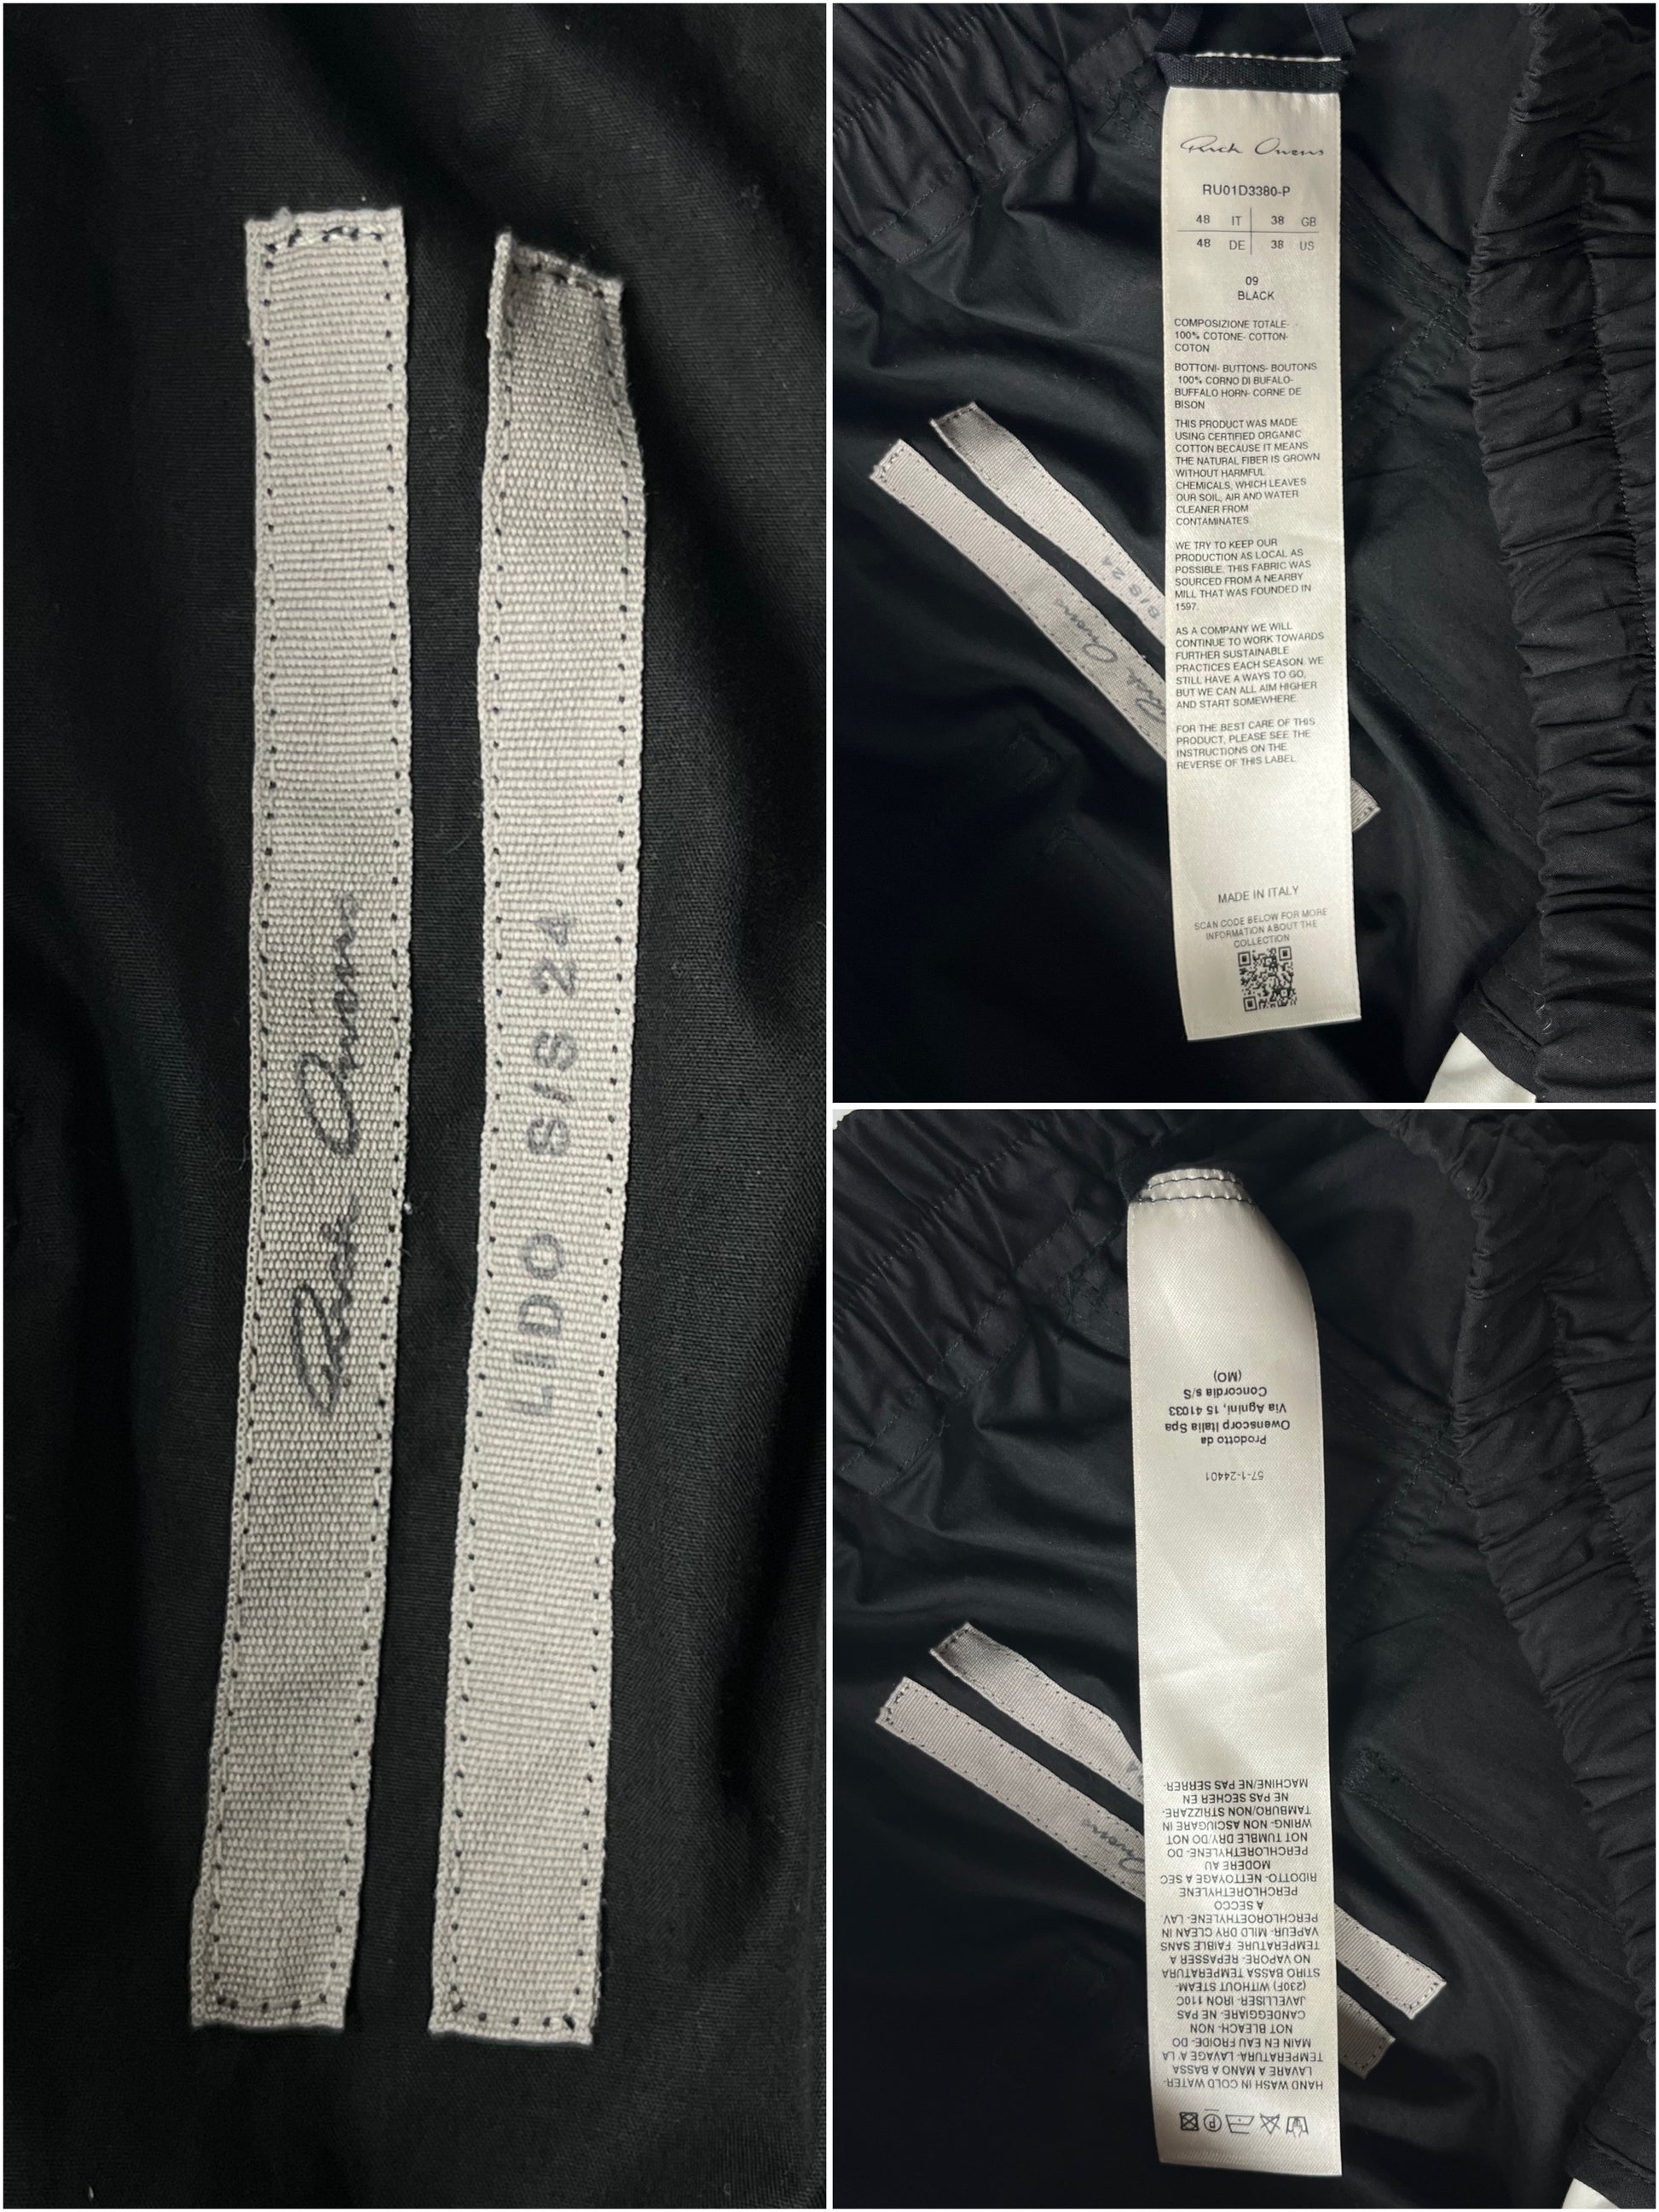 Rick Owens
LIDO S/S 24
Rick Owens
RU01D3380-P
48 IT 38 GB
48 DE 38 US
09
BLACK
COMPOSIZIONE TOTALE-
100% COTONE- COTTON-
COTON
BOTTONI- BUTTONS- BOUTONS
100% CORNO DI BUFALO-
BUFFALO HORN- CORNE DE
BISON
THIS PRODUCT WAS MADE
USING CERTIFIED ORGANIC
COTTON BECAUSE IT MEANS
THE NATURAL FIBER IS GROWN
WITHOUT HARMFUL
CHEMICALS, WHICH LEAVES
OUR SOIL, AIR AND WATER
CLEANER FROM
CONTAMINATES
WE TRY TO KEEP OUR
PRODUCTION AS LOCAL AS
POSSIBLE. THIS FABRIC WAS
SOURCED FROM A NEARBY
MILL THAT WAS FOUNDED IN
1597.
AS A COMPANY WE WILL
CONTINUE TO WORK TOWARDS
FURTHER SUSTAINABLE
PRACTICES EACH SEASON. WE
STILL HAVE A WAYS TO GO,
BUT WE CAN ALL AIM HIGHER
AND START SOMEWHERE.
FOR THE BEST CARE OF THIS
PRODUCT, PLEASE SEE THE
INSTRUCTIONS ON THE
REVERSE OF THIS LABEL.
MADE IN ITALY
SCAN CODE BELOW FOR MORE
INFORMATION ABOUT THE
COLLECTION
S/S 24
Rick Owens
HAND WASH IN COLD WATER-
LAVARE A MANO A BASSA
TEMPERATURA- LAVAGE A LA
MAIN EN EAU FROIDE- DO
NOT BLEACH- NON
CANDEGGIARE- NE PAS
JAVELLISER- IRON 110C
(230F) WITHOUT STEAM-
STIRO BASSA TEMPERATURA
NO VAPORE- REPASSER A
TEMPERATURE FAIBLE SANS
VAPEUR- MILD DRY CLEAN IN
PERCHLOROETHYLENE- LAV.
A SECCO
PERCHLORETHYLENE
RIDOTTO- NETTOYAGE A SEC
MODERE AU
PERCHLORETHYLENE- DO
NOT TUMBLE DRY/DO NOT
WRING- NON ASCIUGARE IN
TAMBURO/NON STRIZZARE-
NE PAS SECHER EN
MACHINE/NE PAS SERRER-
57-1-24401
Prodotto da
Owenscorp Italia Spa
Via Agnini, 15 41033
Concordia s/S
(MO)
24
Owens